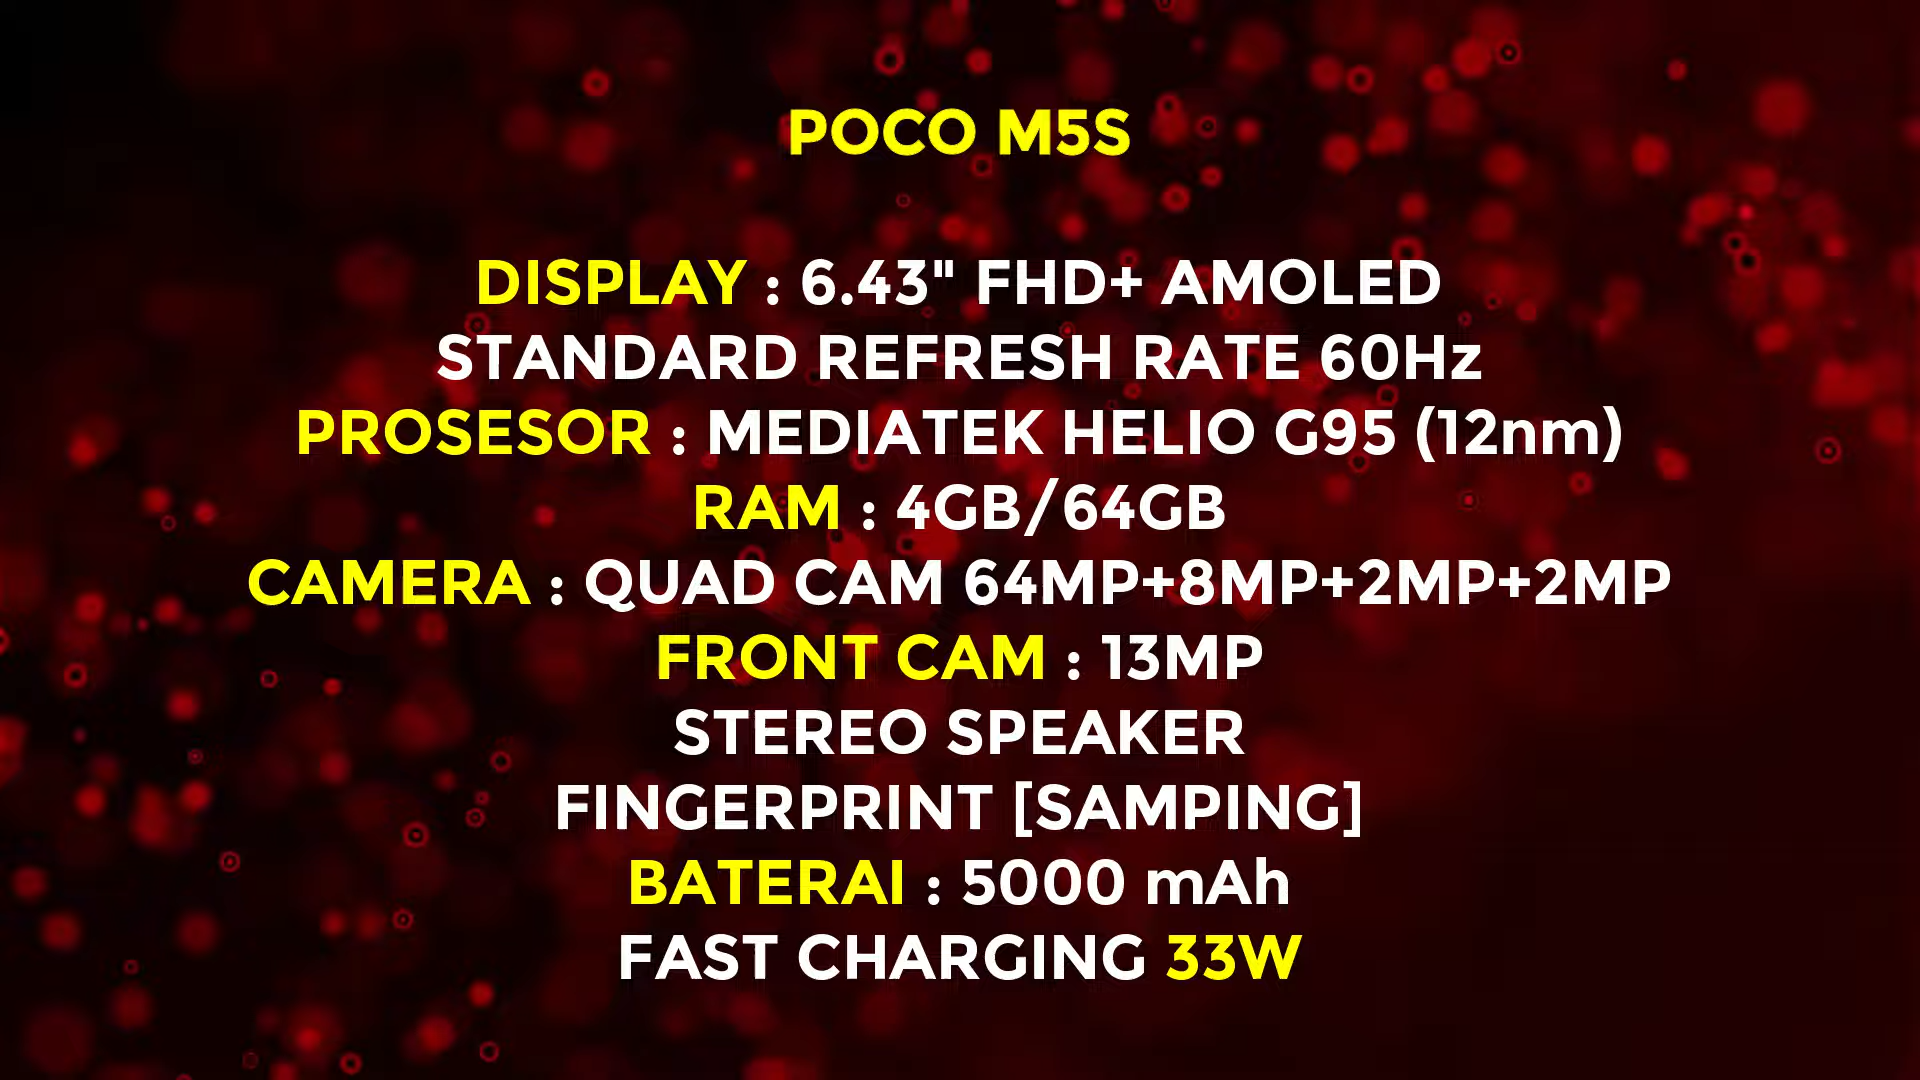 POCO M5S
DISPLAY : 6.43" FHD+ AMOLED
STANDARD REFRESH RATE 60Hz
PROSESOR : MEDIATEK HELIO G95 (12nm)
RAM : 4GB/64GB
CAMERA : QUAD CAM 64MP+8MP+2MP+2MP
FRONT CAM : 13MP
STEREO SPEAKER
FINGERPRINT [SAMPING]
BATERAI : 5000 mAh
FAST CHARGING 33W